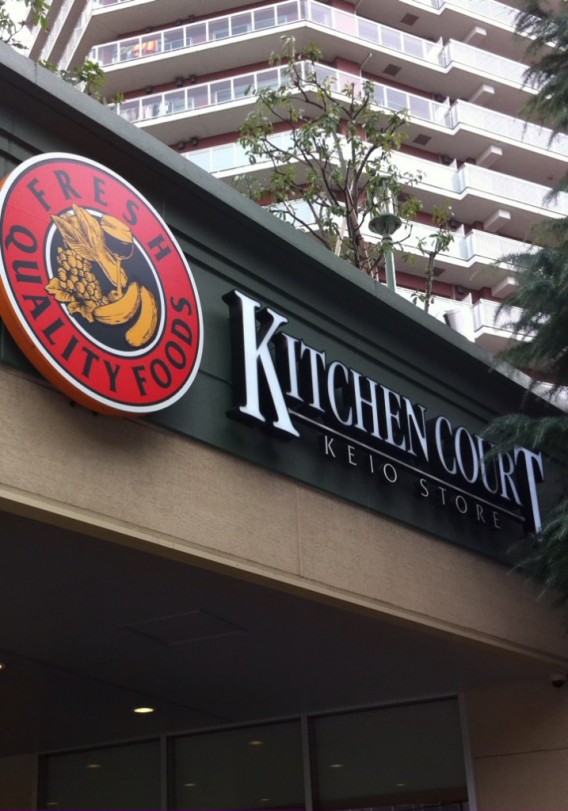 FRESH
QUALITY FOODS
KITCHEN COURT
KEIO STORE